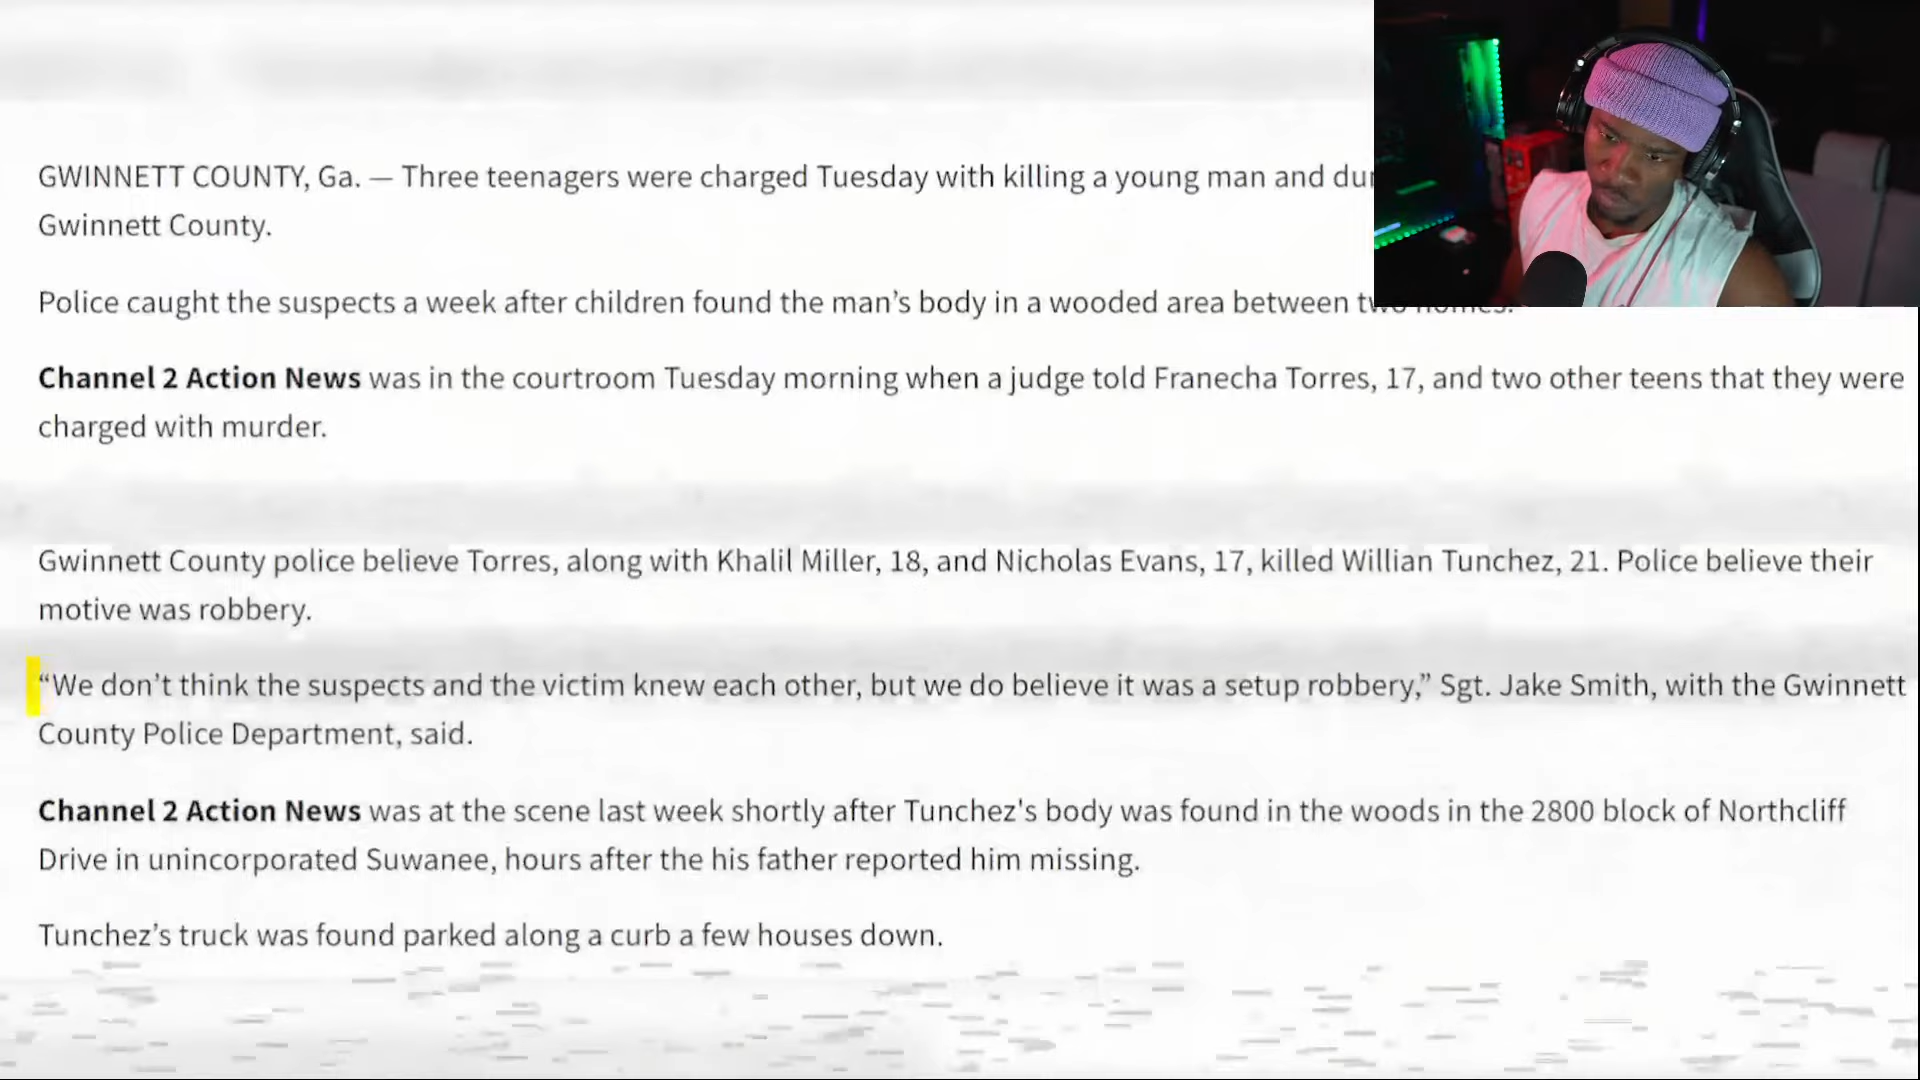 GWINNETT COUNTY, Ga. — Three teenagers were charged Tuesday with killing a young man and
Gwinnett County.
Police caught the suspects a week after children found the man’s body in a wooded area between two homes.
Channel 2 Action News was in the courtroom Tuesday morning when a judge told Franecha Torres, 17, and two other teens that they were
charged with murder.
Gwinnett County police believe Torres, along with Khalil Miller, 18, and Nicholas Evans, 17, killed Willian Tunchez, 21. Police believe their
motive was robbery.
“We don’t think the suspects and the victim knew each other, but we do believe it was a setup robbery,” Sgt. Jake Smith, with the Gwinnett
County Police Department, said.
Channel 2 Action News was at the scene last week shortly after Tunchez's body was found in the woods in the 2800 block of Northcliff
Drive in unincorporated Suwanee, hours after the his father reported him missing.
Tunchez’s truck was found parked along a curb a few houses down.